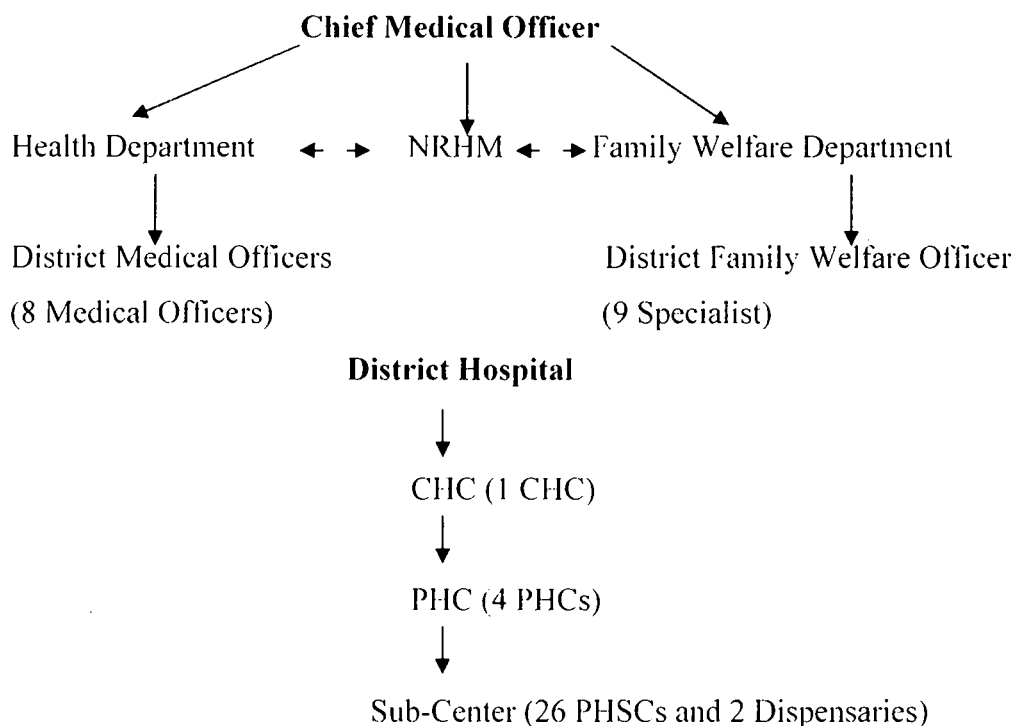 Chief Medical Officer
Health Department NRHM Family Welfare Department
District Medical Officers District Family Welfare Officer
(8 Medical Officers) (9 Specialist)
District Hospital
CHC (1 CHC)
PHC (4 PHCs)
Sub-Center (26 PHSCs and 2 Dispensaries)